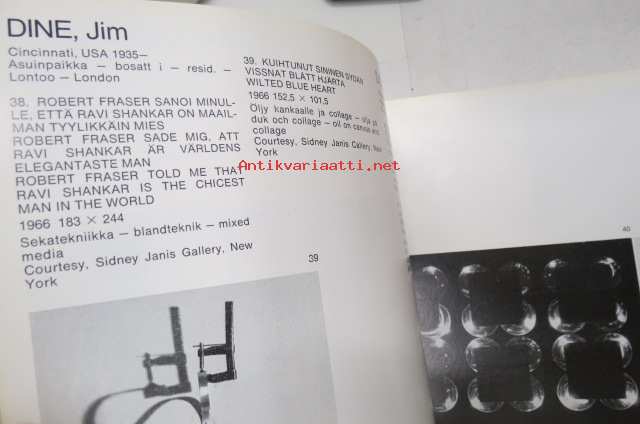 DINE, Jim
Cincinnati, USA 1935–
Asuinpaikka – bosatt i – resid. –
Lontoo – London
38. ROBERT FRASER SANOI MINUL-
LE, ETTÄ RAVI SHANKAR ON MAAIL-
MAN TYYLIKKÄIN MIES
ROBERT FRASER SADE MIG, ATT
RAVI SHANKAR ÄR VÄRLDENS
ELEGANTASTE MAN
ROBERT FRASER TOLD ME THAT
RAVI SHANKAR IS THE CHICEST
MAN IN THE WORLD
1966 183 × 244
Sekatekniikka – blandteknik – mixed
media
Courtesy, Sidney Janis Gallery, New
York
39. KUIHTUNUT SININEN SYDÄN
VISSNAT BLÅTT HJÄRTA
WILTED BLUE HEART
1966 152,5 × 101,5
Öljy kankaalle ja collage – olja på
duk och collage – oil on canvas and
collage
Courtesy, Sidney Janis Gallery, New
York
Antikvariaatti.net
39
40